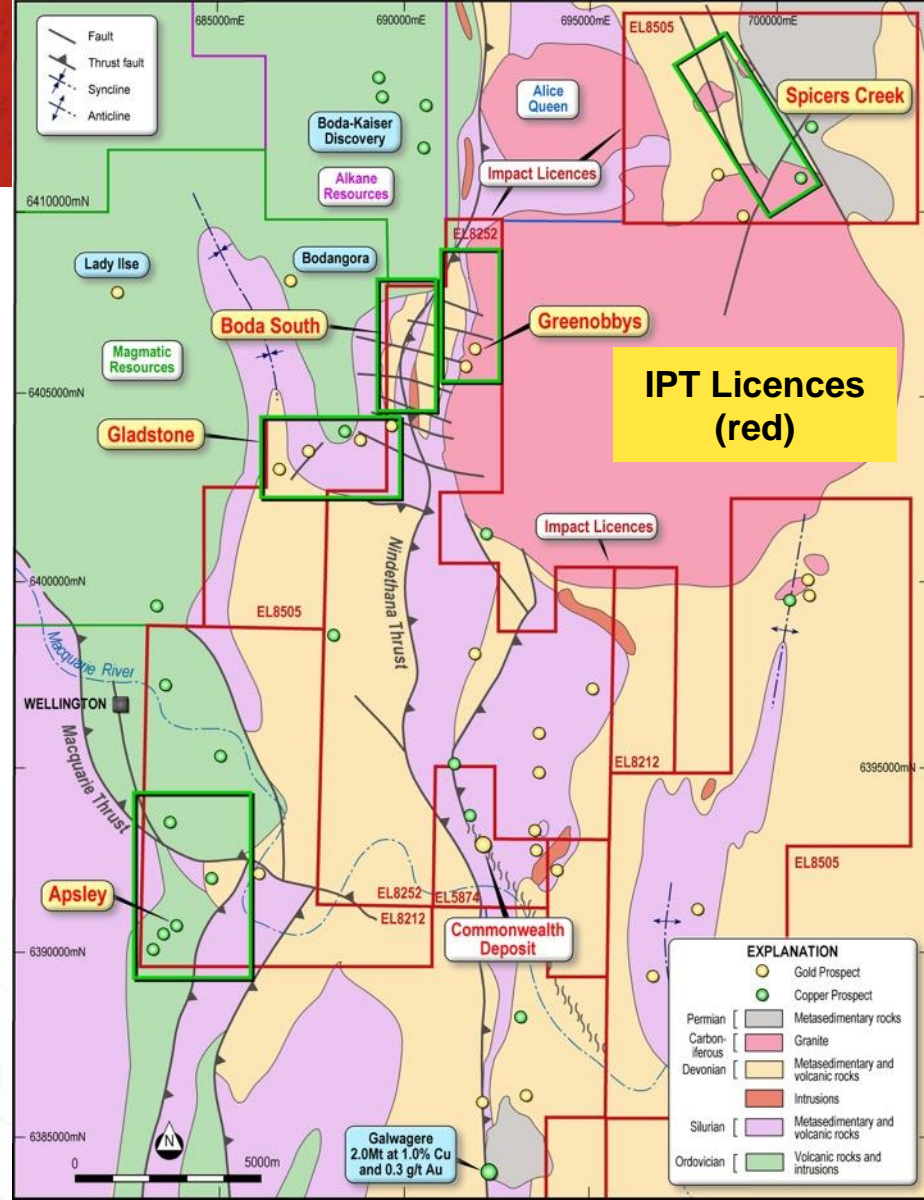 685000mE
690000mE
695000mE
700000mE
Fault
Thrust fault
Syncline
Anticline
EL8505
Spicers Creek
Alice
Queen
Boda-Kaiser
Discovery
Alkane
Resources
Impact Licences
6410000mN
EL8252
Lady Ilse
Bodangora
Boda South
Greenobbys
Magmatic
Resources
IPT Licences
(red)
6405000mN
Gladstone
Impact Licences
Nindethana Thrust
6400000mN
EL8505
Macquarie River
WELLINGTON
Macquarie Thrust
EL8212
6395000mN
EL8505
Apsley
EL8252
EL5874
EL8212
Commonwealth
Deposit
6390000mN
EXPLANATION
Gold Prospect
Copper Prospect
Permian
Metasedimentary rocks
Carbon-
iferous
Granite
Devonian
Metasedimentary and
volcanic rocks
Intrusions
Silurian
Metasedimentary and
volcanic rocks
Ordovician
Volcanic rocks and
intrusions
6385000mN
N
0
5000m
Galwagere
2.0Mt at 1.0% Cu
and 0.3 g/t Au